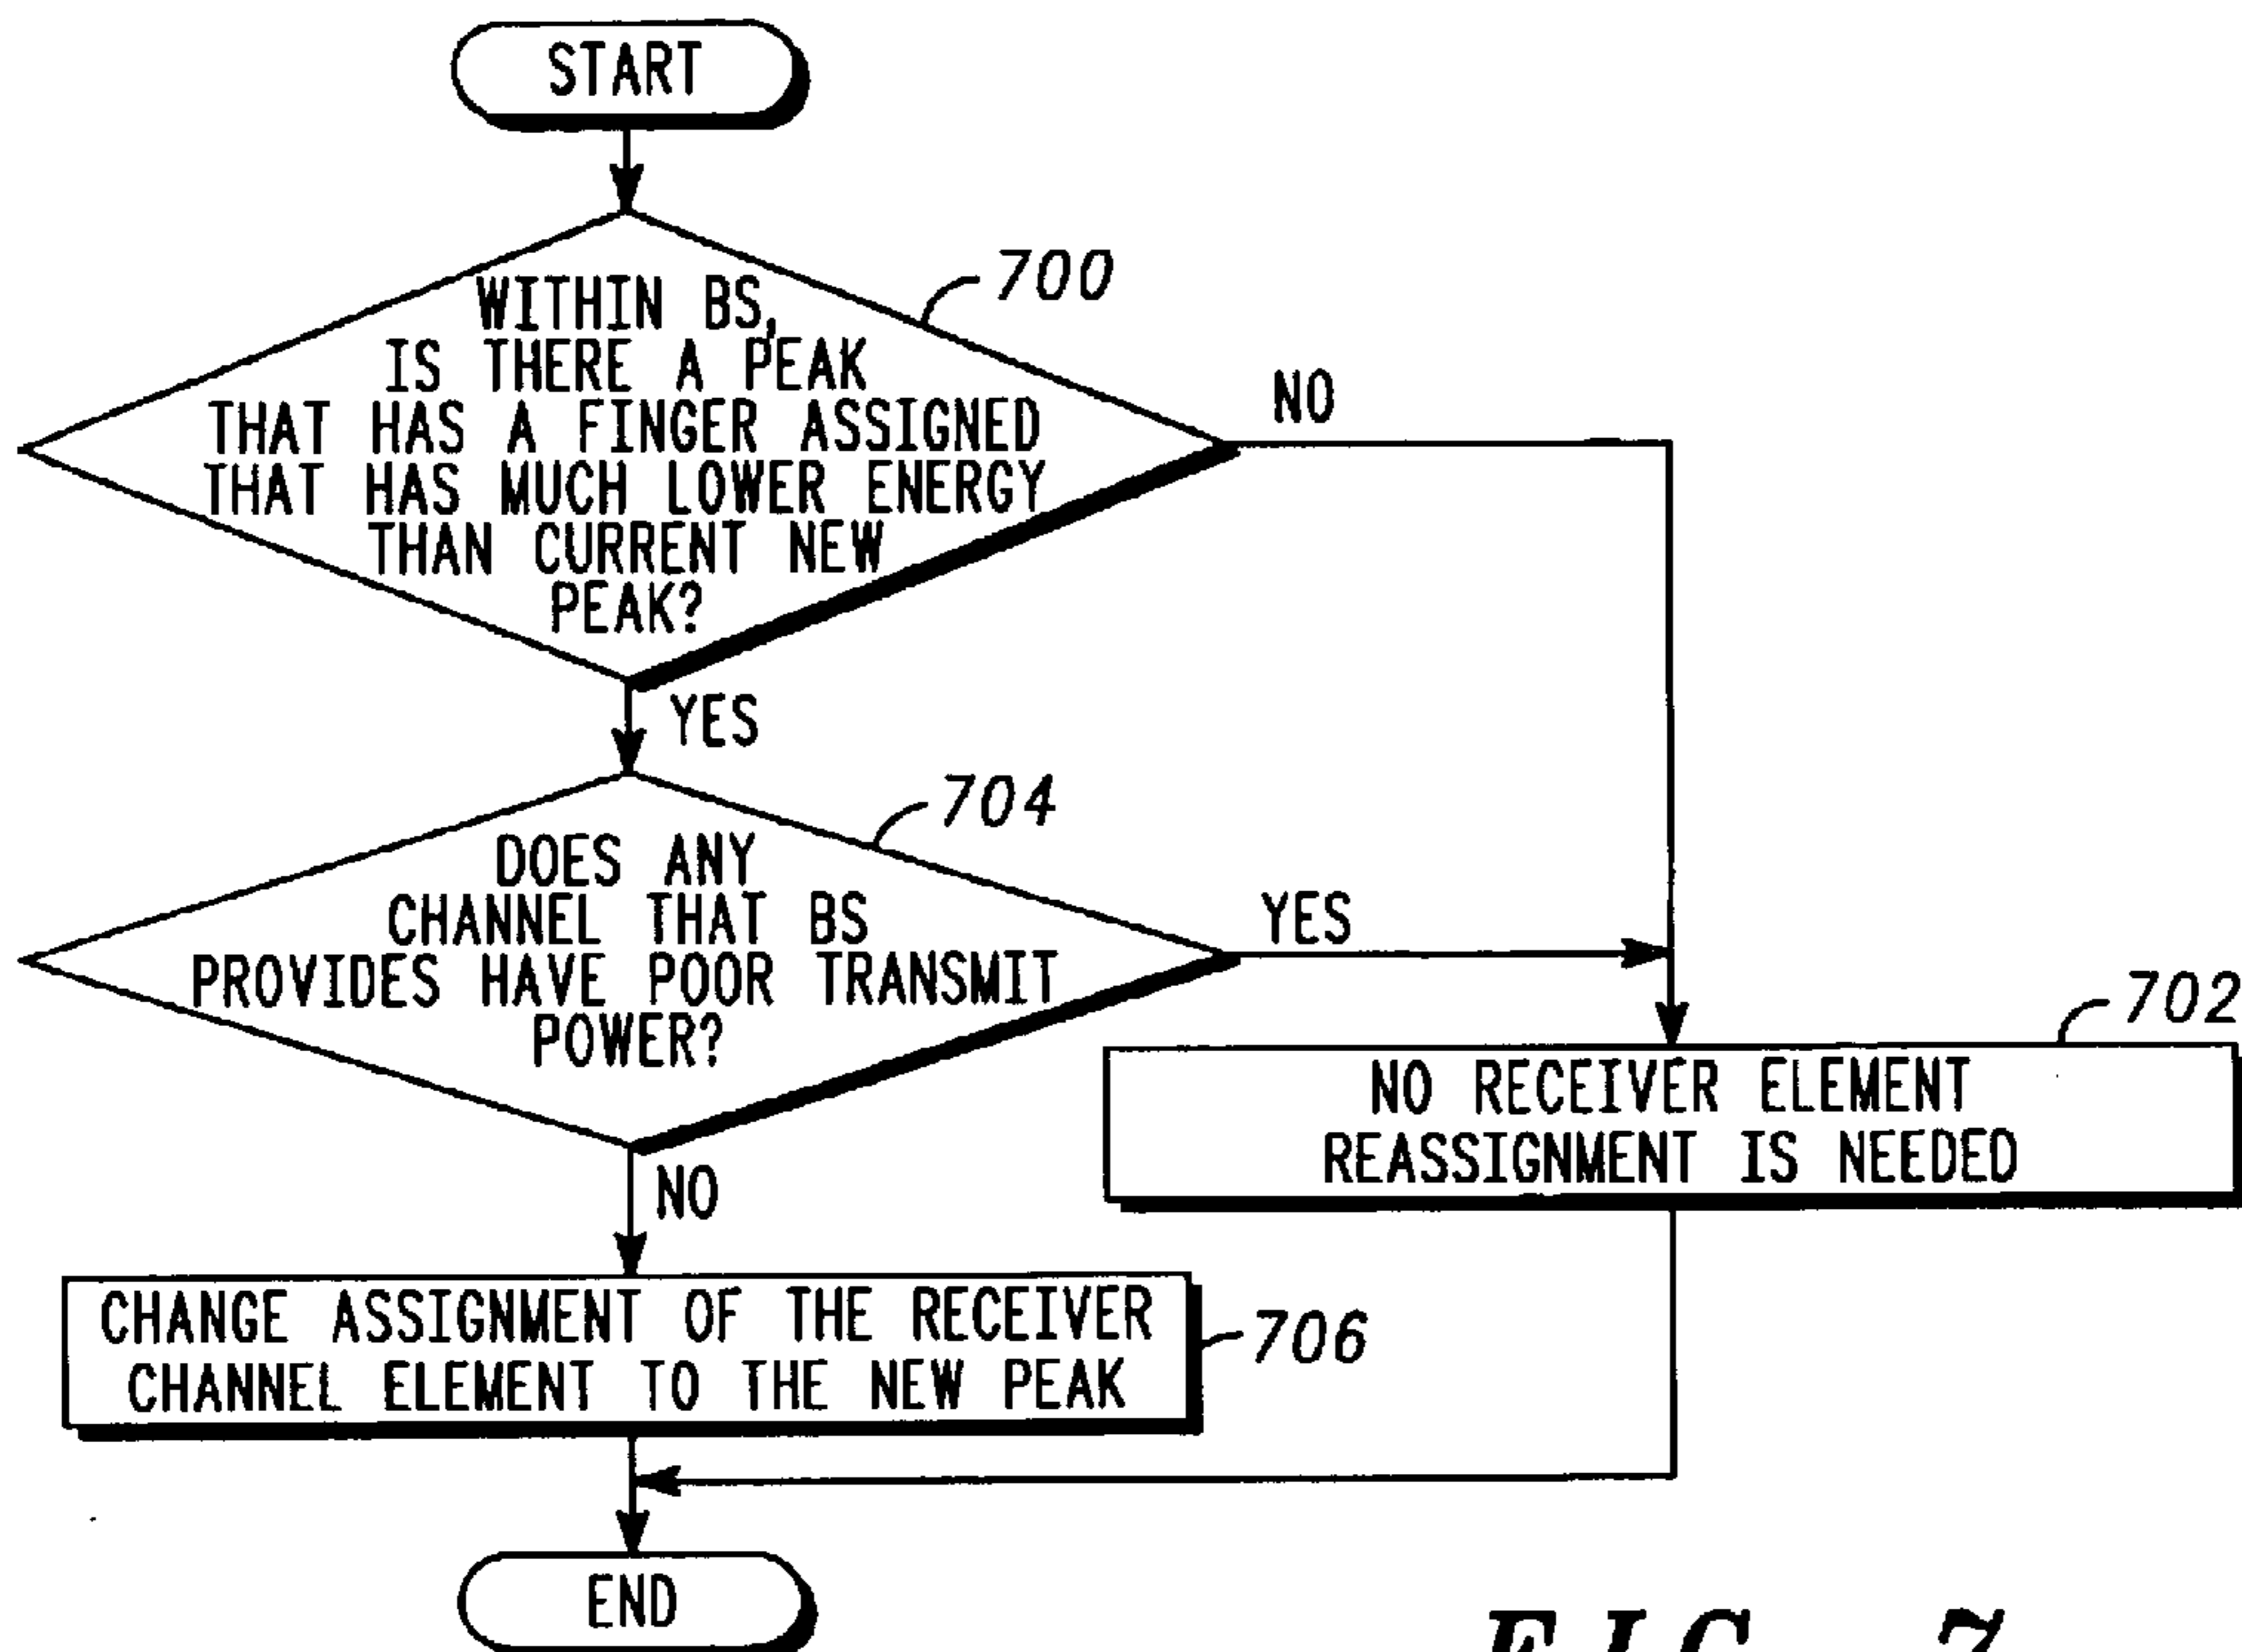 START
700
WITHIN BS,
IS THERE A PEAK
THAT HAS A FINGER ASSIGNED
THAT HAS MUCH LOWER ENERGY
THAN CURRENT NEW
PEAK?
NO
YES
704
DOES ANY
CHANNEL THAT BS
PROVIDES HAVE POOR TRANSMIT
POWER?
YES
702
NO RECEIVER ELEMENT
REASSIGNMENT IS NEEDED
NO
CHANGE ASSIGNMENT OF THE RECEIVER
CHANNEL ELEMENT TO THE NEW PEAK
706
END
FIG. 7